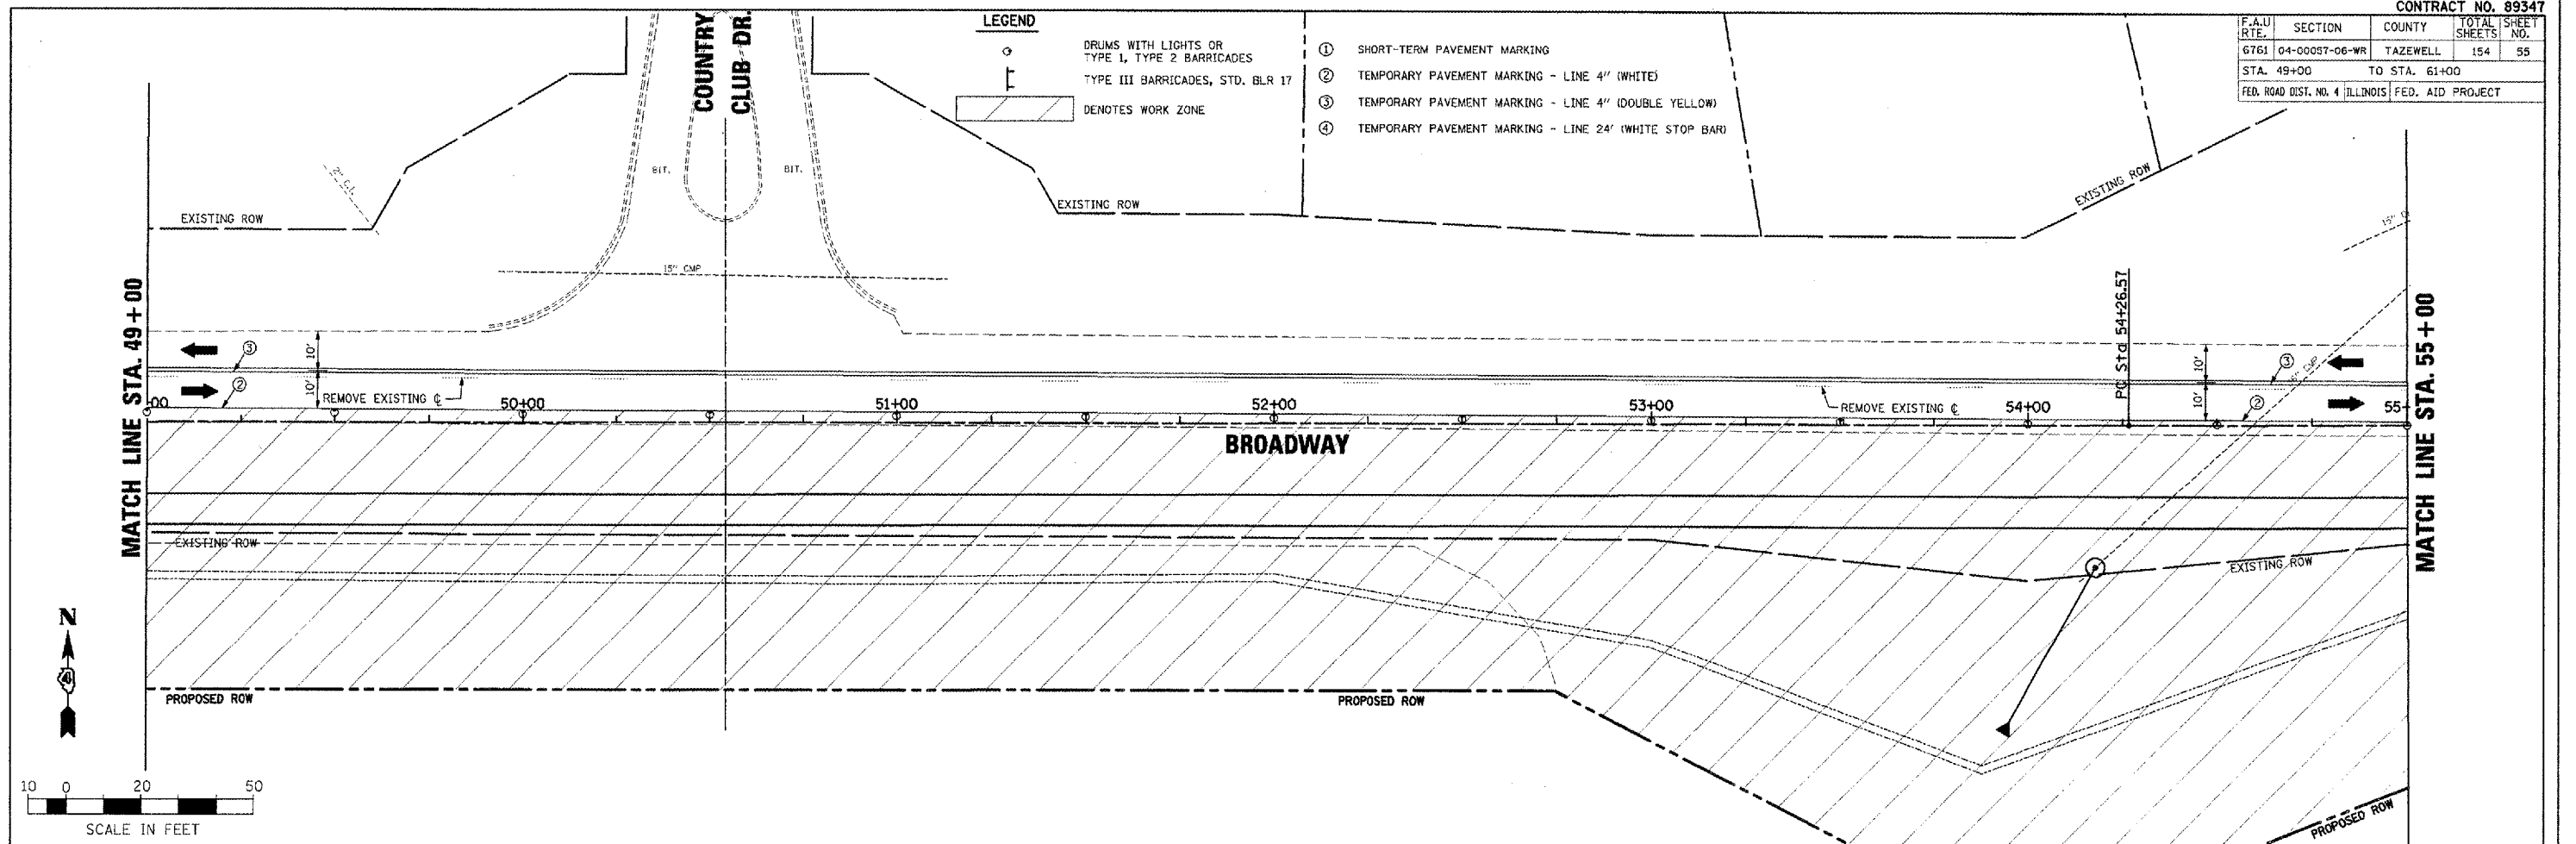 CONTRACT NO. 89347
F.A.U. RTE. SECTION COUNTY TOTAL SHEETS SHEET NO.
6761 04-00057-06-WR TAZEWELL 154 55
STA. 49+00 TO STA. 61+00
FED. ROAD DIST. NO. 4 ILLINOIS FED. AID PROJECT
LEGEND
DRUMS WITH LIGHTS OR
TYPE 1, TYPE 2 BARRICADES
TYPE III BARRICADES, STD. BLR 17
DENOTES WORK ZONE
① SHORT-TERM PAVEMENT MARKING
② TEMPORARY PAVEMENT MARKING - LINE 4" (WHITE)
③ TEMPORARY PAVEMENT MARKING - LINE 4" (DOUBLE YELLOW)
④ TEMPORARY PAVEMENT MARKING - LINE 24' (WHITE STOP BAR)
COUNTRY
CLUB DR.
BIT.
BIT.
EXISTING ROW
EXISTING ROW
EXISTING ROW
15" CMP
MATCH LINE STA. 49+00
③
②
10'
10'
REMOVE EXISTING ℄
00
50+00
51+00
52+00
53+00
54+00
55+
REMOVE EXISTING ℄
PC Sta 54+26.57
10'
10'
③
②
MATCH LINE STA. 55+00
BROADWAY
EXISTING ROW
EXISTING ROW
PROPOSED ROW
PROPOSED ROW
PROPOSED ROW
N
10 0 20 50
SCALE IN FEET